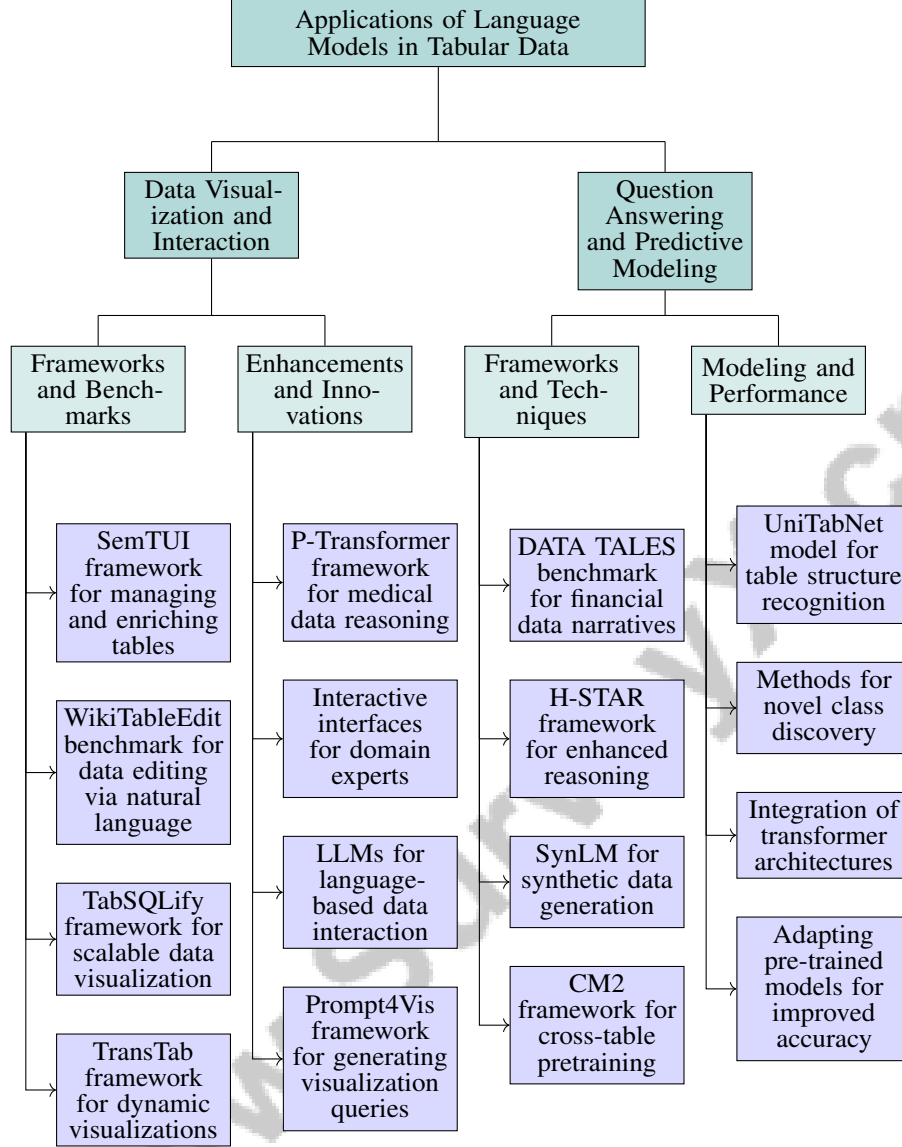 Applications of Language
Models in Tabular Data
Data Visual-
ization and
Interaction
Question
Answering
and Predictive
Modeling
Frameworks
and Bench-
marks
Enhancements
and Inno-
vations
Frameworks
and Tech-
niques
Modeling and
Performance
SemTUI
framework
for managing
and enriching
tables
WikiTableEdit
benchmark for
data editing
via natural
language
TabSQLify
framework for
scalable data
visualization
TransTab
framework
for dynamic
visualizations
P-Transformer
framework
for medical
data reasoning
Interactive
interfaces
for domain
experts
LLMs for
language-
based data
interaction
Prompt4Vis
framework
for generating
visualization
queries
DATA TALES
benchmark
for financial
data narratives
H-STAR
framework
for enhanced
reasoning
SynLM for
synthetic data
generation
CM2
framework for
cross-table
pretraining
UniTabNet
model for
table structure
recognition
Methods for
novel class
discovery
Integration of
transformer
architectures
Adapting
pre-trained
models for
improved
accuracy